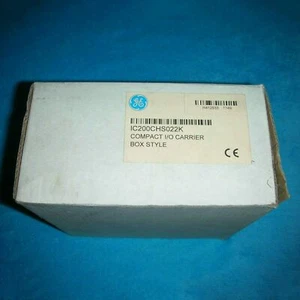 IC200CHS022K
COMPACT I/O CARRIER
BOX STYLE
CE